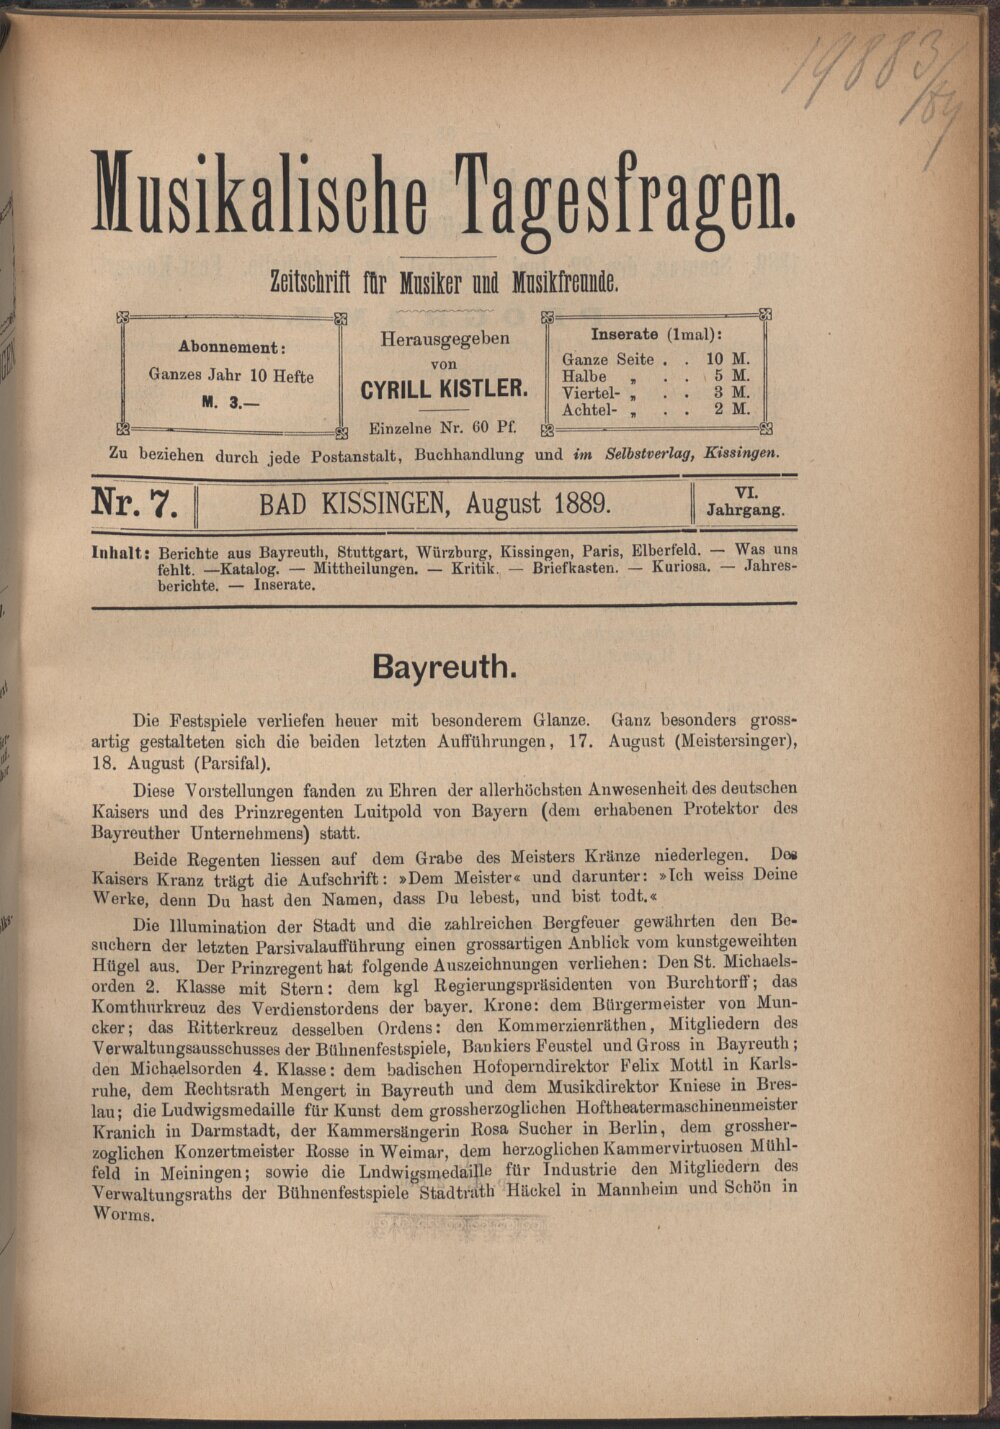 19883/89
Musikalische Tagesfragen.
Zeitschrift für Musiker und Musikfreunde.
Abonnement:
Ganzes Jahr 10 Hefte
M. 3.—
Herausgegeben
von
CYRILL KISTLER.
Einzelne Nr. 60 Pf.
Inserate (1mal):
Ganze Seite . . 10 M.
Halbe „ . . 5 M.
Viertel- „ . . 3 M.
Achtel- „ . . 2 M.
Zu beziehen durch jede Postanstalt, Buchhandlung und im Selbstverlag, Kissingen.
Nr. 7.
BAD KISSINGEN, August 1889.
VI.
Jahrgang.
Inhalt: Berichte aus Bayreuth, Stuttgart, Würzburg, Kissingen, Paris, Elberfeld. — Was uns
fehlt. —Katalog. — Mittheilungen. — Kritik. — Briefkasten. — Kuriosa. — Jahres-
berichte. — Inserate.
Bayreuth.
Die Festspiele verliefen heuer mit besonderem Glanze. Ganz besonders gross-
artig gestalteten sich die beiden letzten Aufführungen, 17. August (Meistersinger),
18. August (Parsifal).
Diese Vorstellungen fanden zu Ehren der allerhöchsten Anwesenheit des deutschen
Kaisers und des Prinzregenten Luitpold von Bayern (dem erhabenen Protektor des
Bayreuther Unternehmens) statt.
Beide Regenten liessen auf dem Grabe des Meisters Kränze niederlegen. Des
Kaisers Kranz trägt die Aufschrift: »Dem Meister« und darunter: »Ich weiss Deine
Werke, denn Du hast den Namen, dass Du lebest, und bist todt.«
Die Illumination der Stadt und die zahlreichen Bergfeuer gewährten den Be-
suchern der letzten Parsivalaufführung einen grossartigen Anblick vom kunstgeweihten
Hügel aus. Der Prinzregent hat folgende Auszeichnungen verliehen: Den St. Michaels-
orden 2. Klasse mit Stern: dem kgl Regierungspräsidenten von Burchtorff; das
Komthurkreuz des Verdienstordens der bayer. Krone: dem Bürgermeister von Mun-
cker; das Ritterkreuz desselben Ordens: den Kommerzienräthen, Mitgliedern des
Verwaltungsausschusses der Bühnenfestspiele, Bankiers Feustel und Gross in Bayreuth;
den Michaelsorden 4. Klasse: dem badischen Hofoperndirektor Felix Mottl in Karls-
ruhe, dem Rechtsrath Mengert in Bayreuth und dem Musikdirektor Kniese in Bres-
lau; die Ludwigsmedaille für Kunst dem grossherzoglichen Hoftheatermaschinenmeister
Kranich in Darmstadt, der Kammersängerin Rosa Sucher in Berlin, dem grossher-
zoglichen Konzertmeister Rosse in Weimar, dem herzoglichen Kammervirtuosen Mühl-
feld in Meiningen; sowie die Lndwigsmedaille für Industrie den Mitgliedern des
Verwaltungsraths der Bühnenfestspiele Stadtrath Häckel in Mannheim und Schön in
Worms.